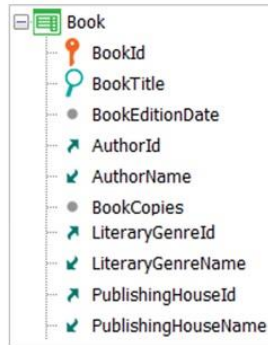 Book
BookId
BookTitle
BookEditionDate
AuthorId
AuthorName
BookCopies
LiteraryGenreId
LiteraryGenreName
PublishingHouseId
PublishingHouseName